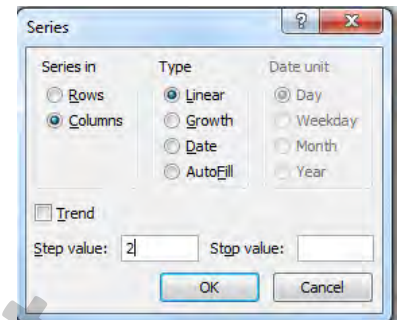 Series
Series in Type Date unit
Rows Linear Day
Columns Growth Weekday
Date Month
AutoFill Year
Trend
Step value: 2 Stop value:
OK Cancel